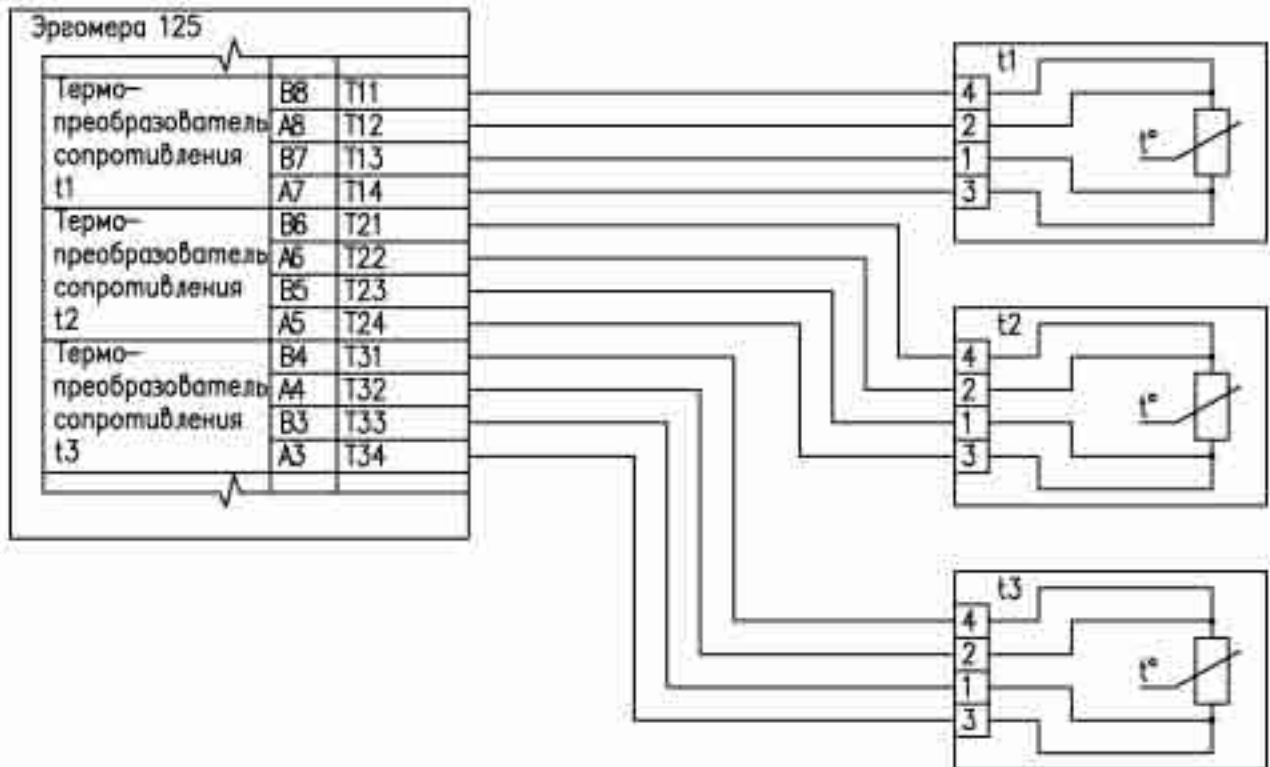 Эргомера 125
Термо- B8 T11
преобразователь A8 T12
сопротивления B7 T13
t1 A7 T14
Термо- B6 T21
преобразователь A6 T22
сопротивления B5 T23
t2 A5 T24
Термо- B4 T31
преобразователь A4 T32
сопротивления B3 T33
t3 A3 T34
t1
4
2
1
3
t°
t2
4
2
1
3
t°
t3
4
2
1
3
t°